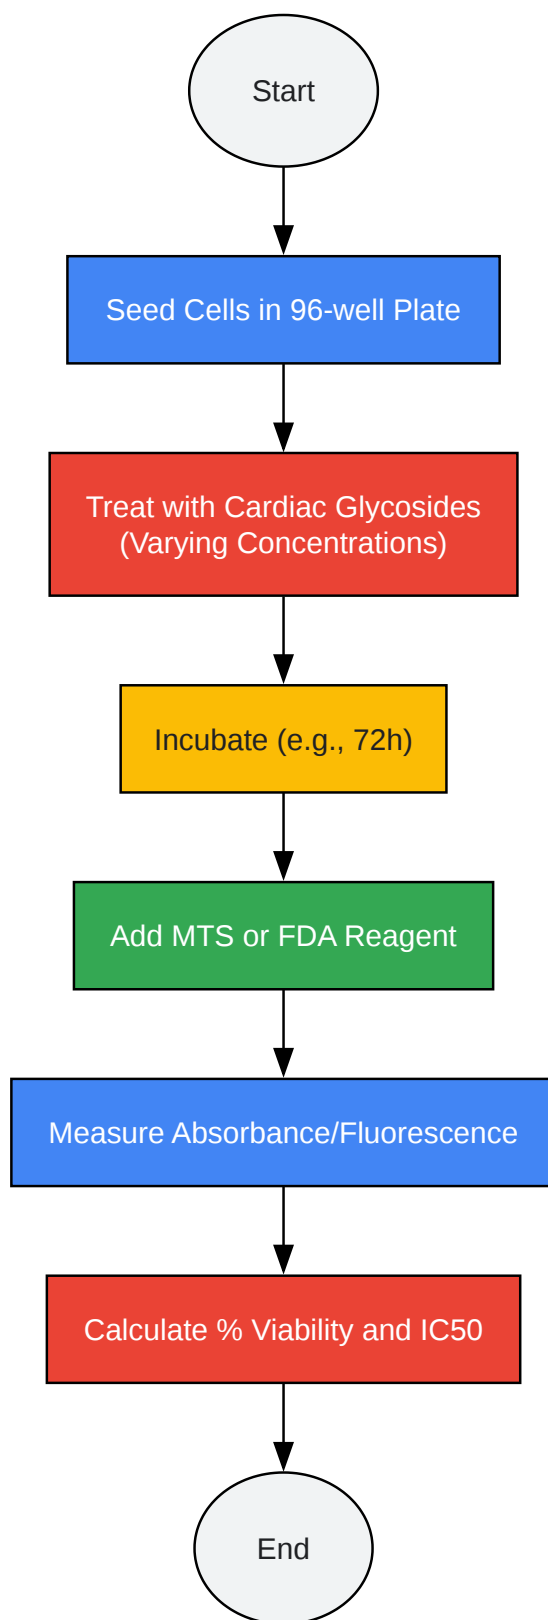 Start
Seed Cells in 96-well Plate
Treat with Cardiac Glycosides
(Varying Concentrations)
Incubate (e.g., 72h)
Add MTS or FDA Reagent
Measure Absorbance/Fluorescence
Calculate % Viability and IC50
End